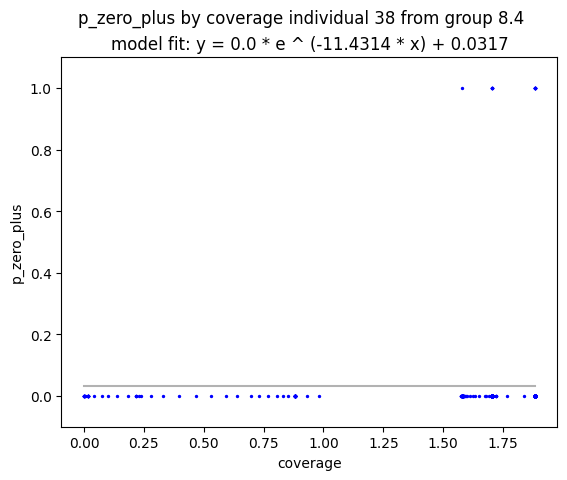 p_zero_plus by coverage individual 38 from group 8.4
model fit: y = 0.0 * e ^ (-11.4314 * x) + 0.0317
1.0
0.8
0.6
0.4
0.2
0.0
p_zero_plus
0.00 0.25 0.50 0.75 1.00 1.25 1.50 1.75
coverage